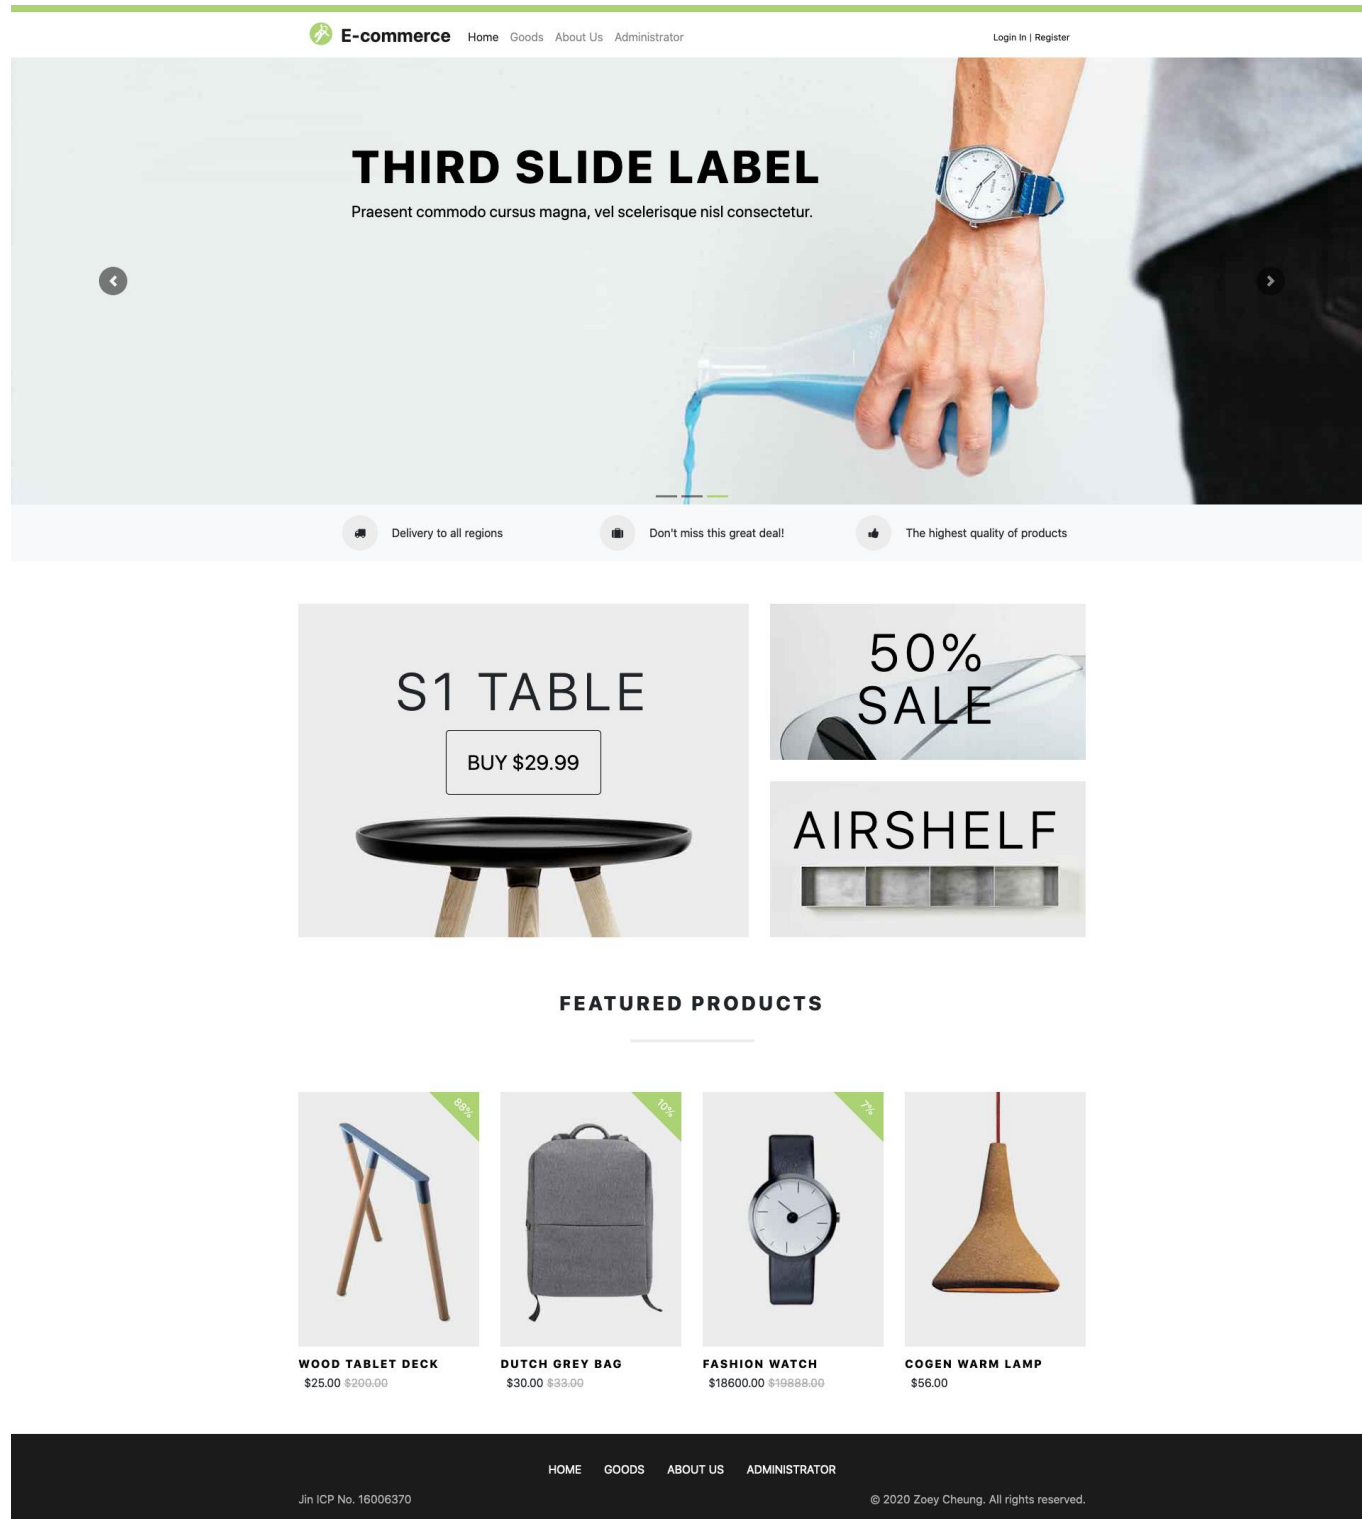 E-commerce Home Goods About Us Administrator Login In | Register
THIRD SLIDE LABEL
Praesent commodo cursus magna, vel scelerisque nisl consectetur.
Delivery to all regions Don't miss this great deal! The highest quality of products
S1 TABLE
BUY $29.99
50%
SALE
AIRSHELF
FEATURED PRODUCTS
88% 10% 7%
WOOD TABLET DECK DUTCH GREY BAG FASHION WATCH COGEN WARM LAMP
$25.00 $200.00 $30.00 $33.00 $18600.00 $19888.00 $56.00
HOME GOODS ABOUT US ADMINISTRATOR
Jin ICP No. 16006370 © 2020 Zoey Cheung. All rights reserved.